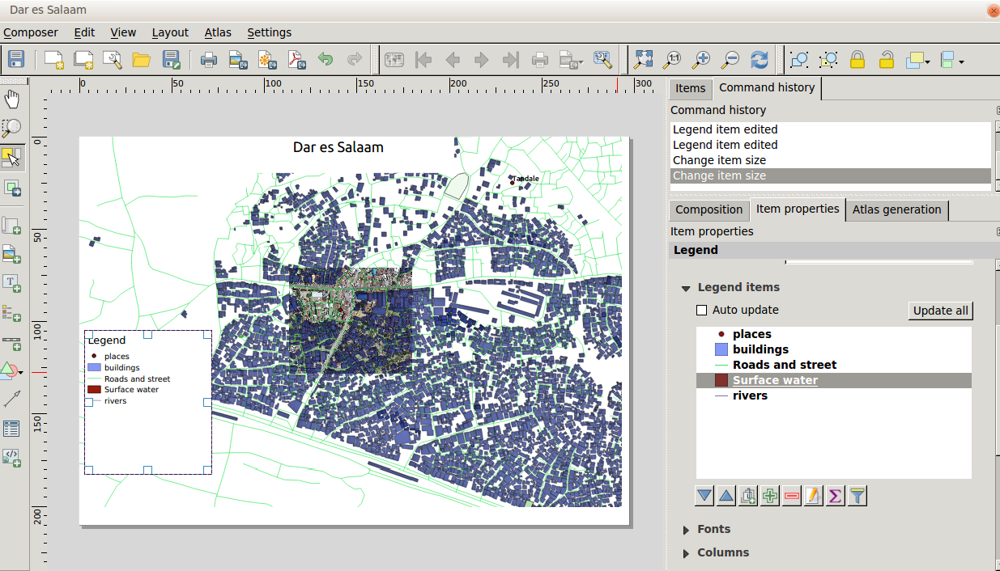 Dar es Salaam
Composer Edit View Layout Atlas Settings
1:1
0 50 100 150 200 250 300
Items Command history
Command history
Legend item edited
Legend item edited
Change item size
Change item size
Composition Item properties Atlas generation
Item properties
Legend
Legend items
Auto update
Update all
places
buildings
Roads and street
Surface water
rivers
Σ
Fonts
Columns
0
50
100
150
200
Dar es Salaam
Tandale
Legend
places
buildings
Roads and street
Surface water
rivers
T